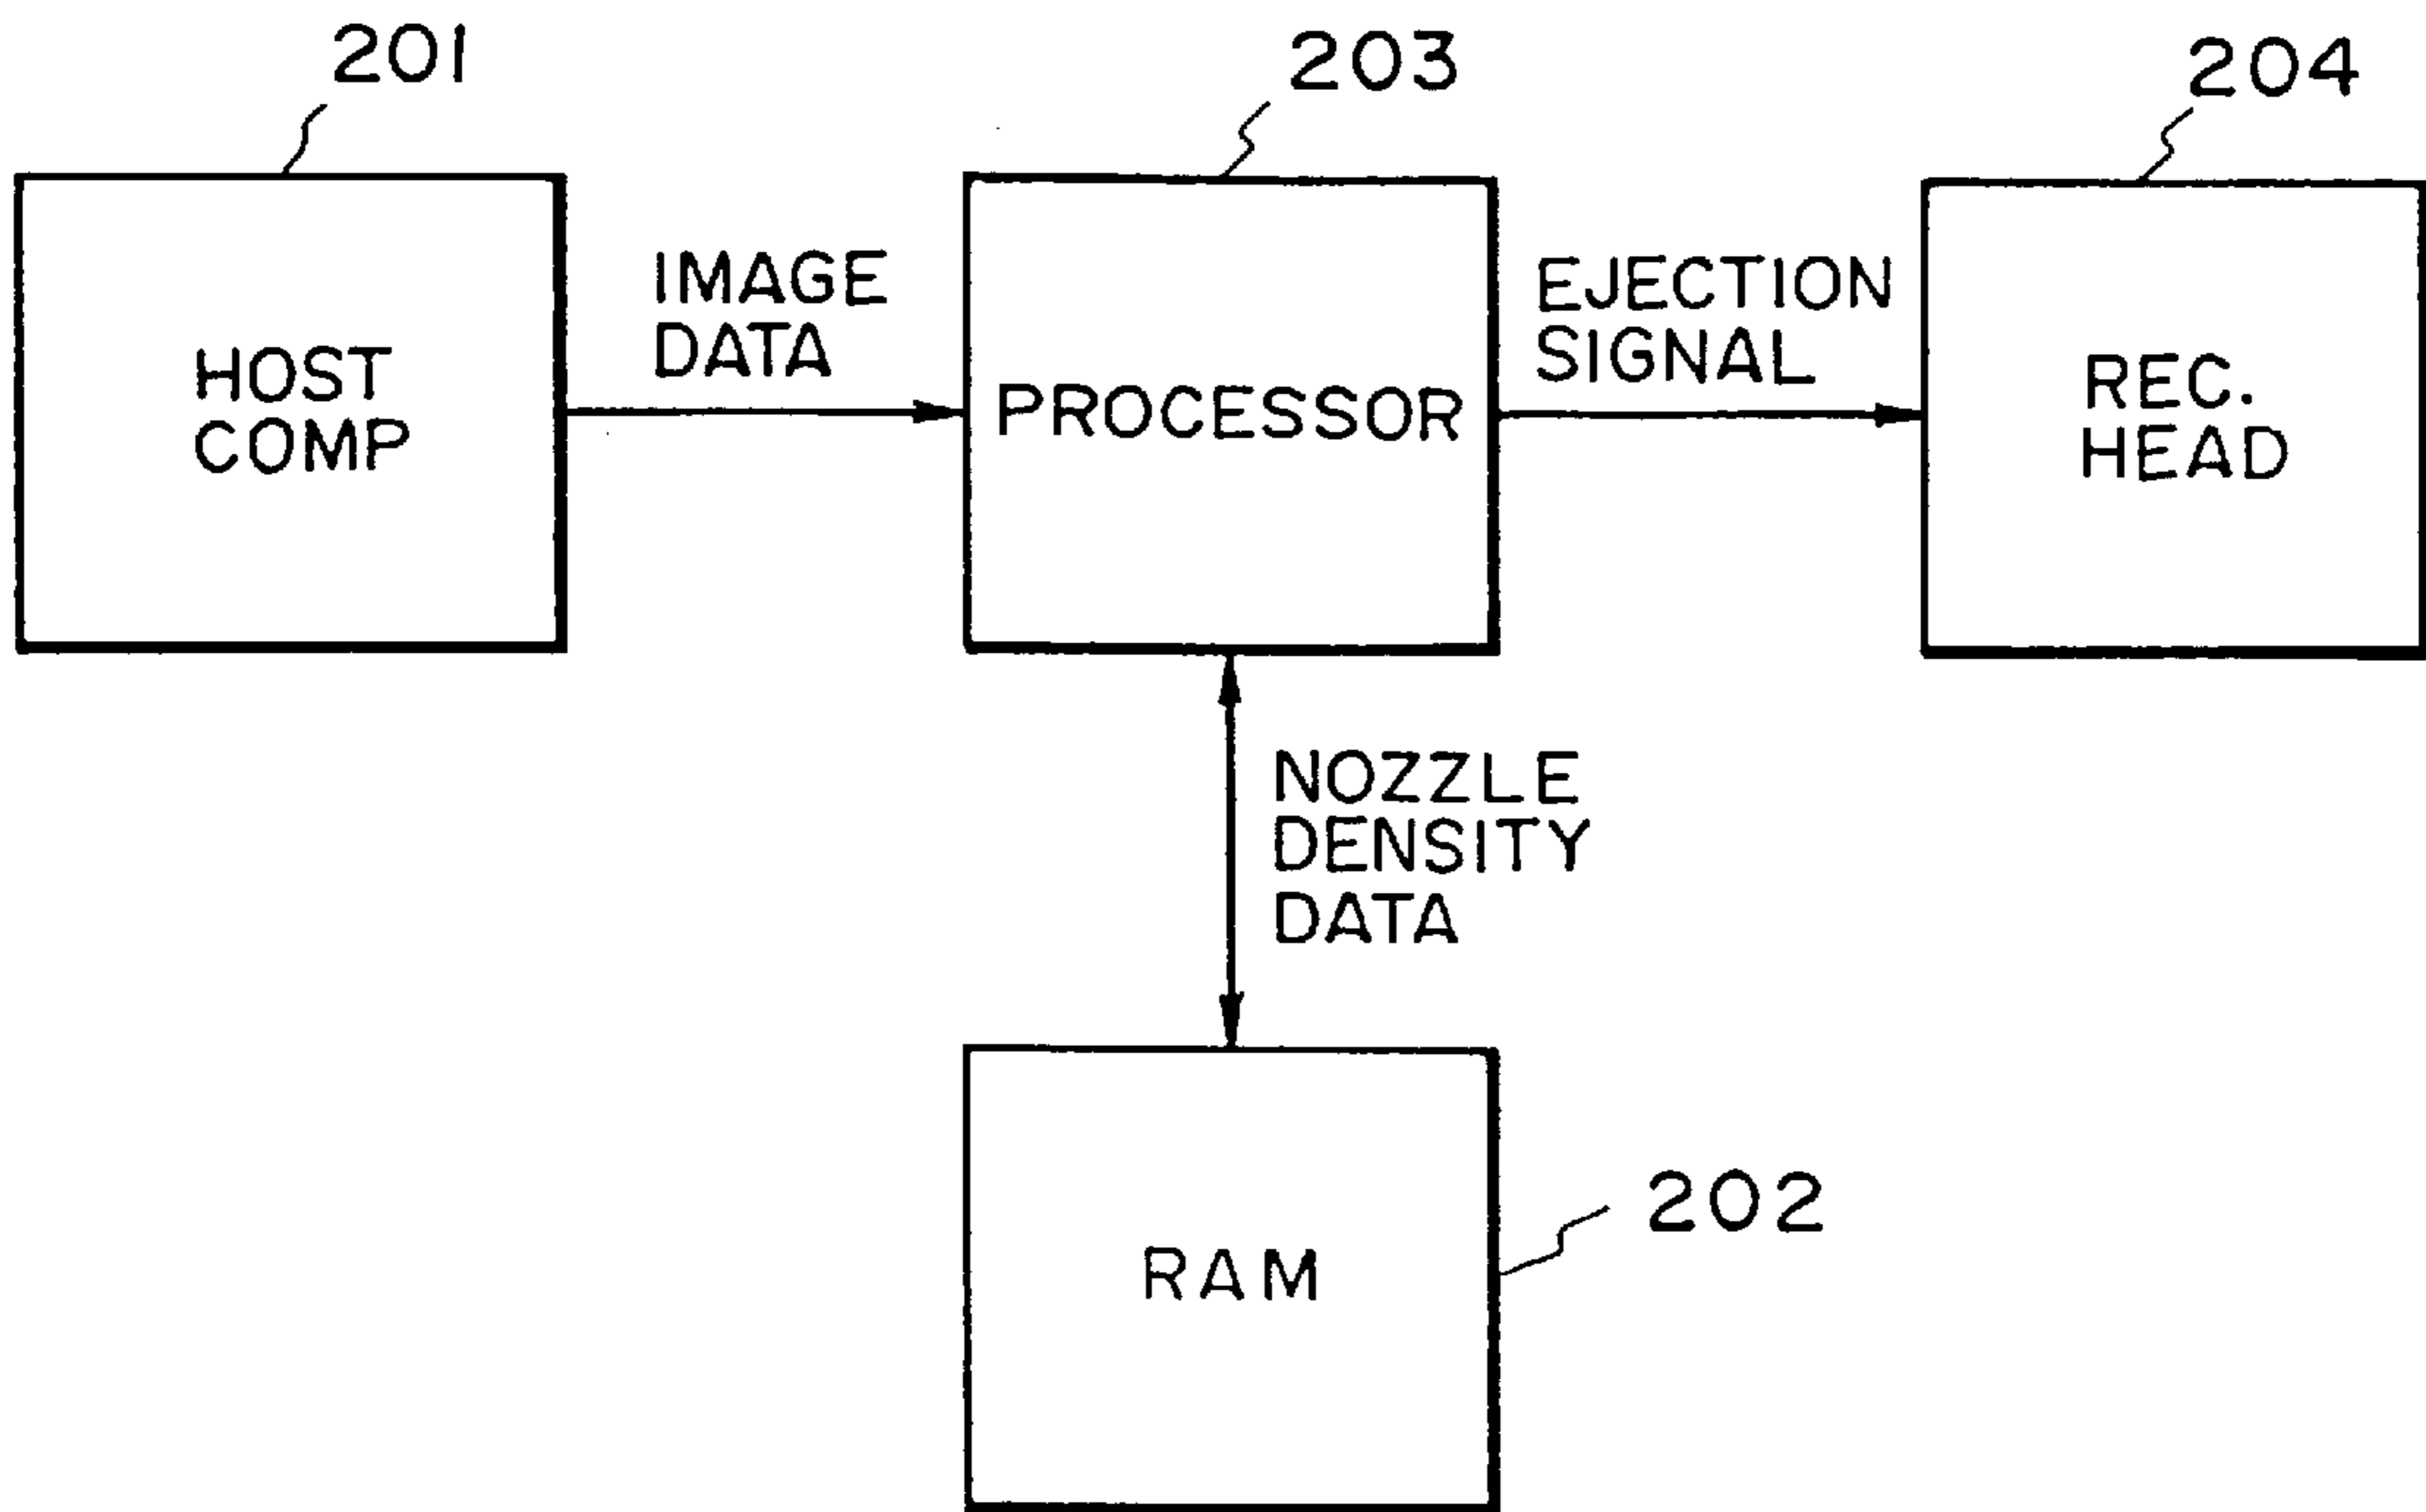 201
203
204
HOST
COMP
IMAGE
DATA
PROCESSOR
EJECTION
SIGNAL
REC.
HEAD
NOZZLE
DENSITY
DATA
RAM
202